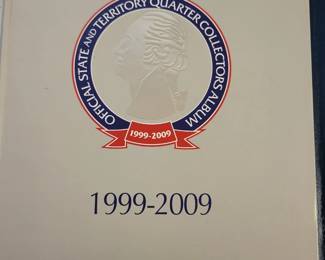 OFFICIAL STATE AND TERRITORY QUARTER COLLECTORS ALBUM
1999-2009
1999-2009